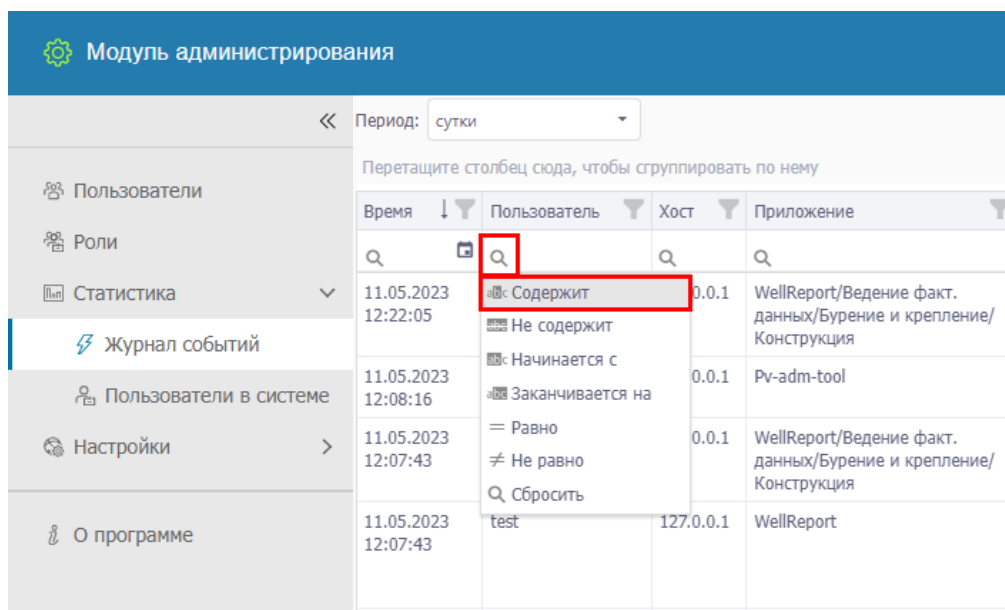 Модуль администрирования
Период: сутки
Перетащите столбец сюда, чтобы сгруппировать по нему
Пользователи
Роли
Статистика
Журнал событий
Пользователи в системе
Настройки
О программе
Время Пользователь Хост Приложение
11.05.2023
12:22:05
0.0.1
WellReport/Ведение факт.
данных/Бурение и крепление/
Конструкция
Содержит
Не содержит
Начинается с
Заканчивается на
Равно
Не равно
Сбросить
11.05.2023
12:08:16
0.0.1
Pv-adm-tool
11.05.2023
12:07:43
0.0.1
WellReport/Ведение факт.
данных/Бурение и крепление/
Конструкция
11.05.2023
12:07:43
test
127.0.0.1
WellReport